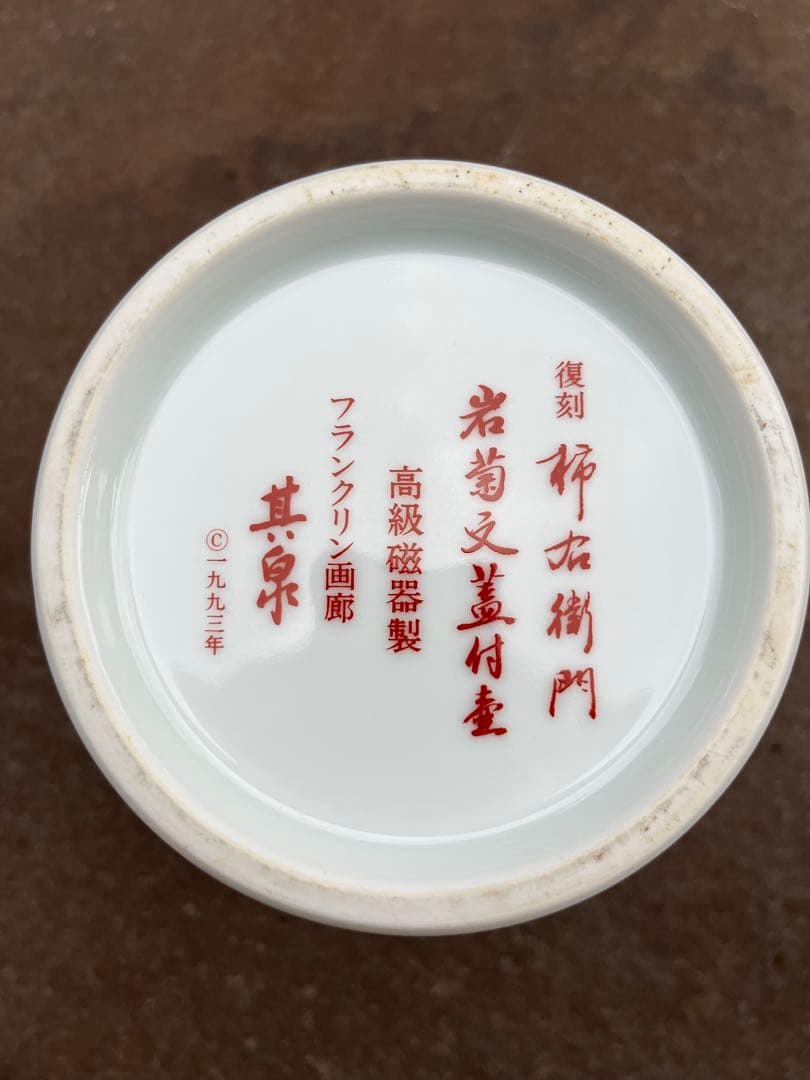 復刻 柿右衛門
岩菊文蓋付壷
高級磁器製
フランクリン画廊
其泉
©一九九三年